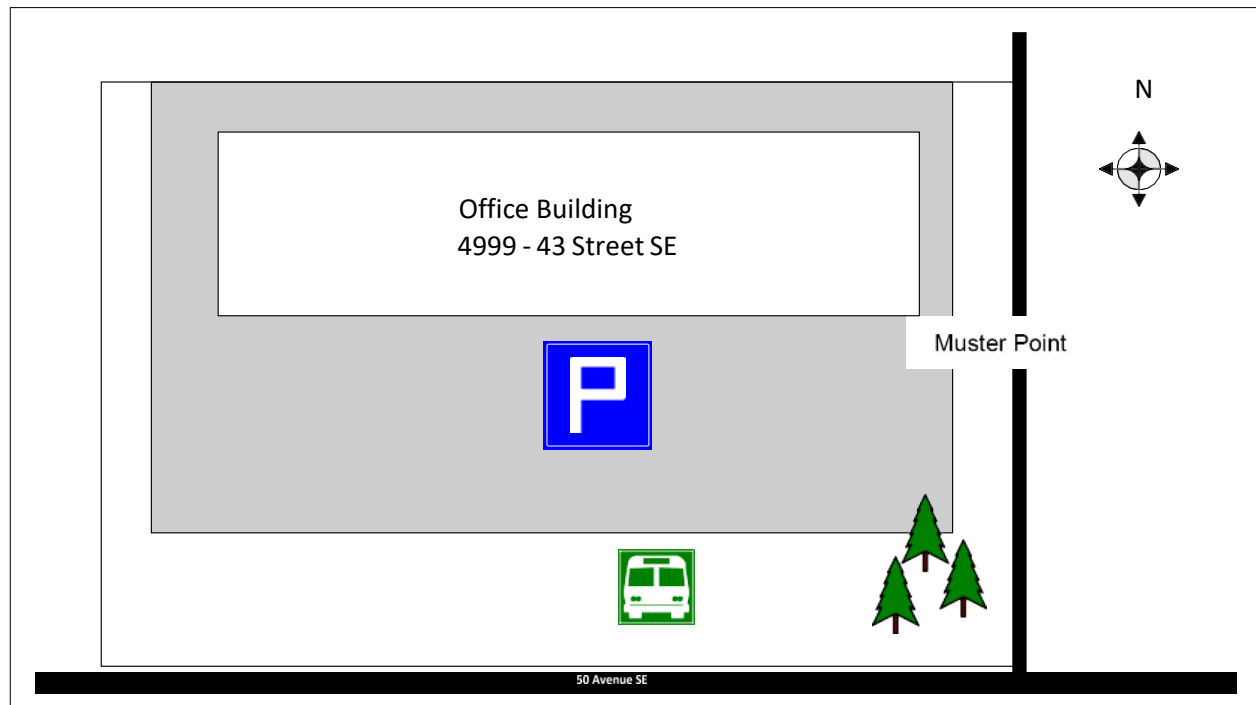 N
Office Building
4999 - 43 Street SE
Muster Point
P
50 Avenue SE